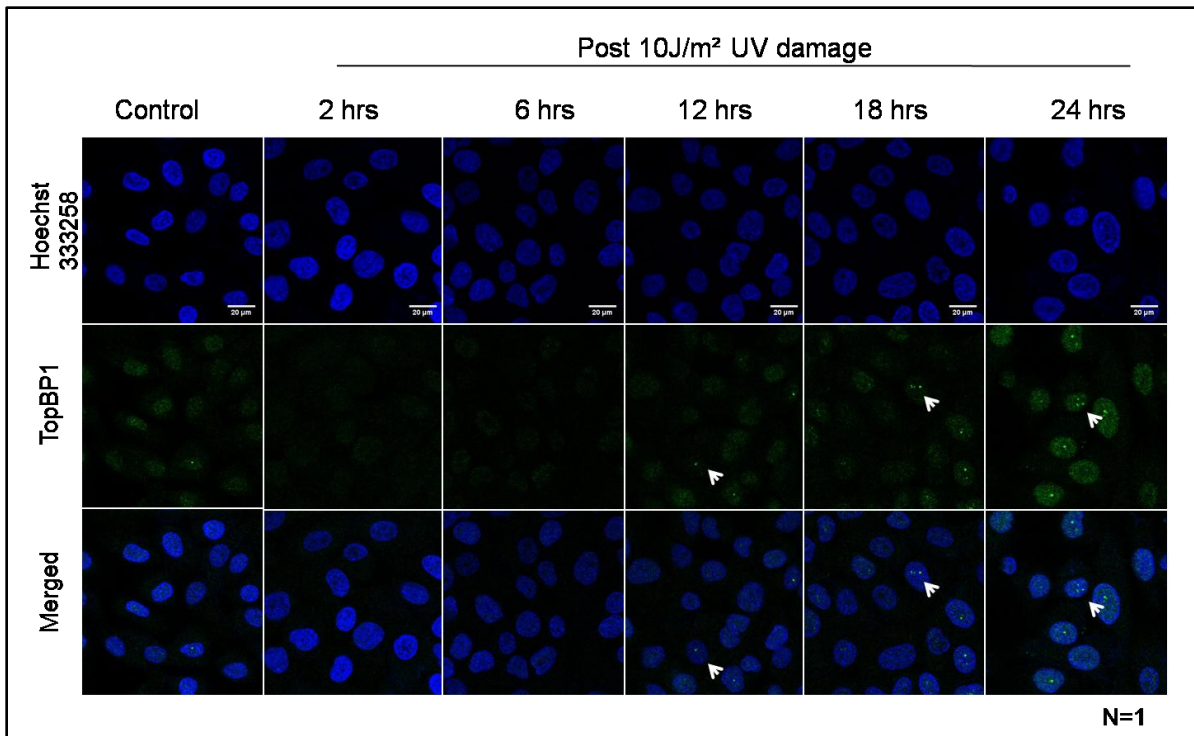 Post 10J/m² UV damage
Control 2 hrs 6 hrs 12 hrs 18 hrs 24 hrs
Hoechst
333258
20 µm 20 µm 20 µm 20 µm 20 µm 20 µm
TopBP1
Merged
N=1